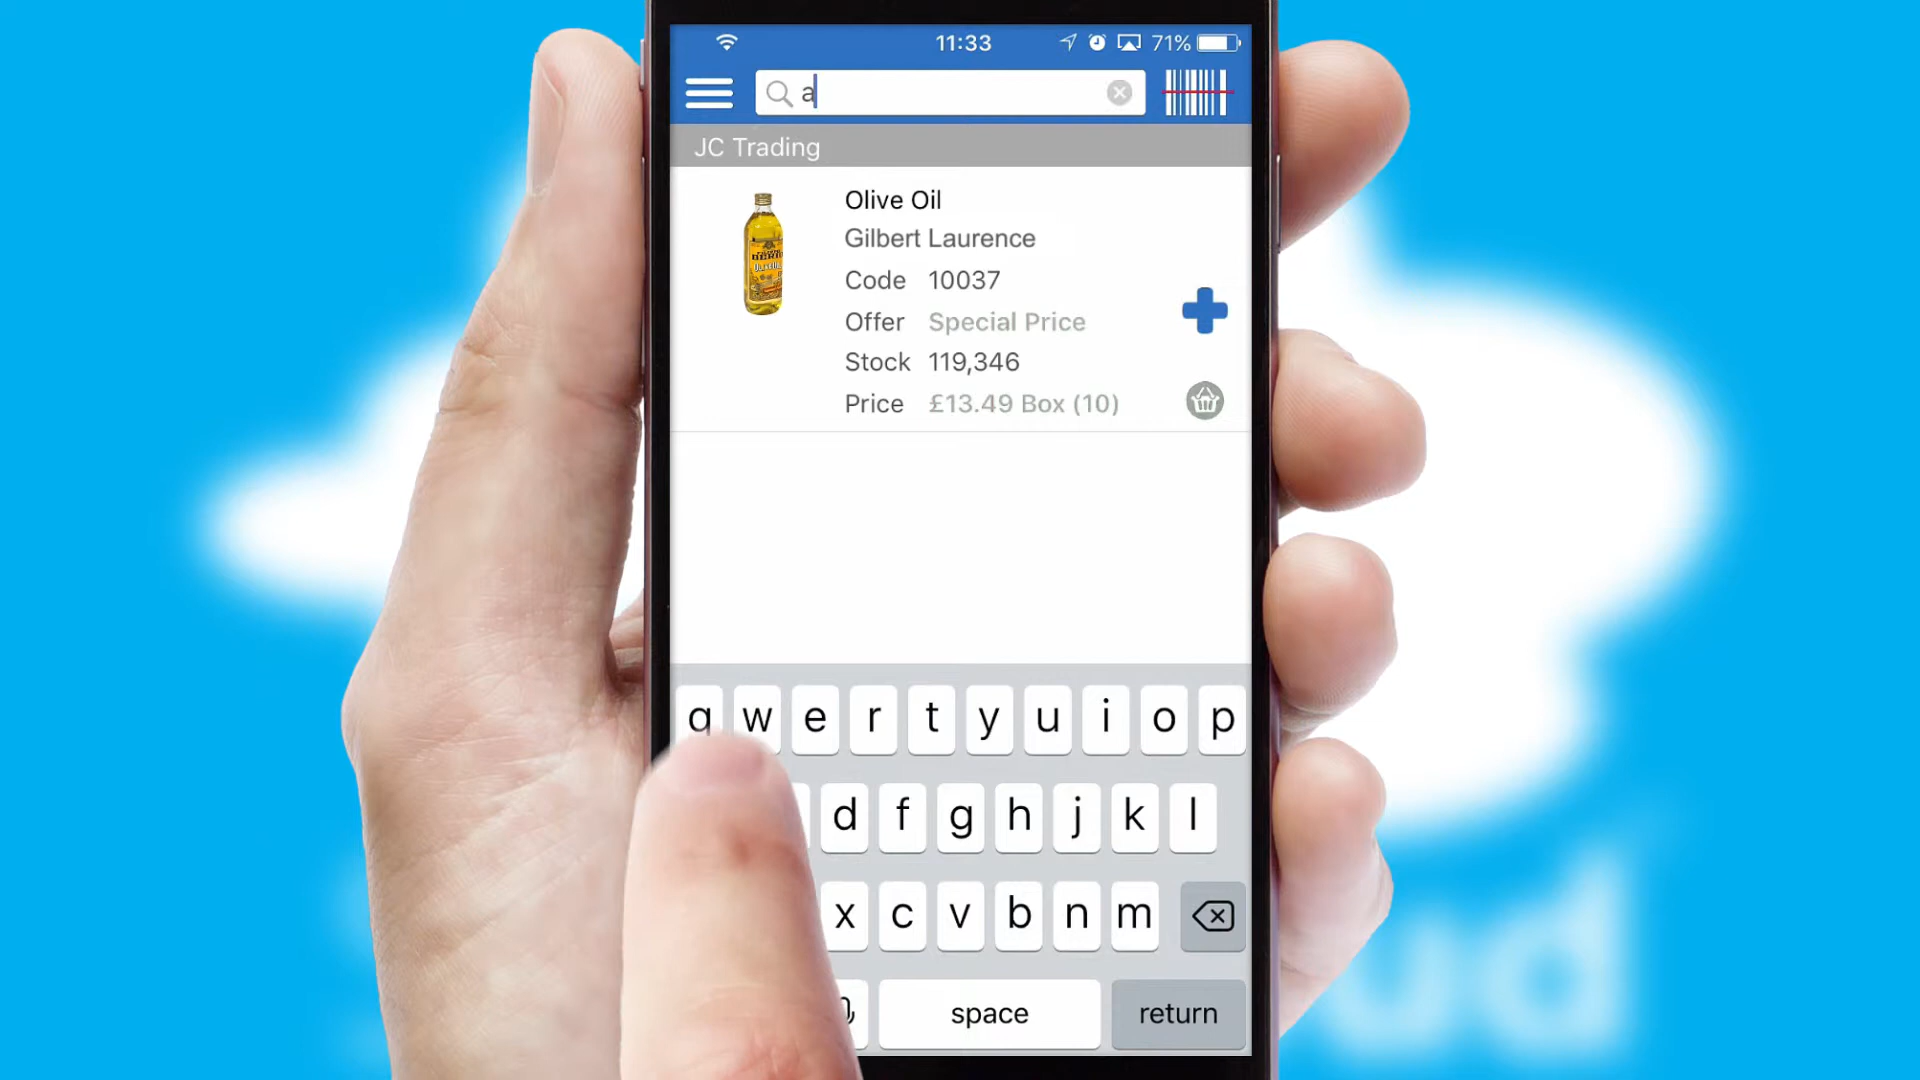 11:33
71%
a
JC Trading
Olive Oil
Gilbert Laurence
Code 10037
Offer Special Price
Stock 119,346
Price £13.49 Box (10)
q w e r t y u i o p
d f g h j k l
x c v b n m
space return
ud